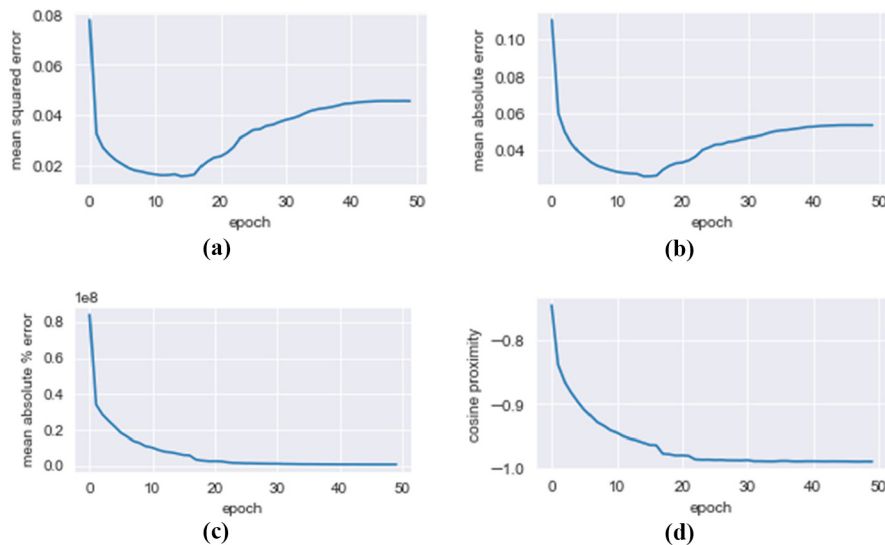 0.08
0.06
0.04
0.02
mean squared error
0 10 20 30 40 50
epoch
(a)
0.10
0.08
0.06
0.04
mean absolute error
0 10 20 30 40 50
epoch
(b)
1e8
0.8
0.6
0.4
0.2
0.0
mean absolute % error
0 10 20 30 40 50
epoch
(c)
−0.8
−0.9
−1.0
cosine proximity
0 10 20 30 40 50
epoch
(d)